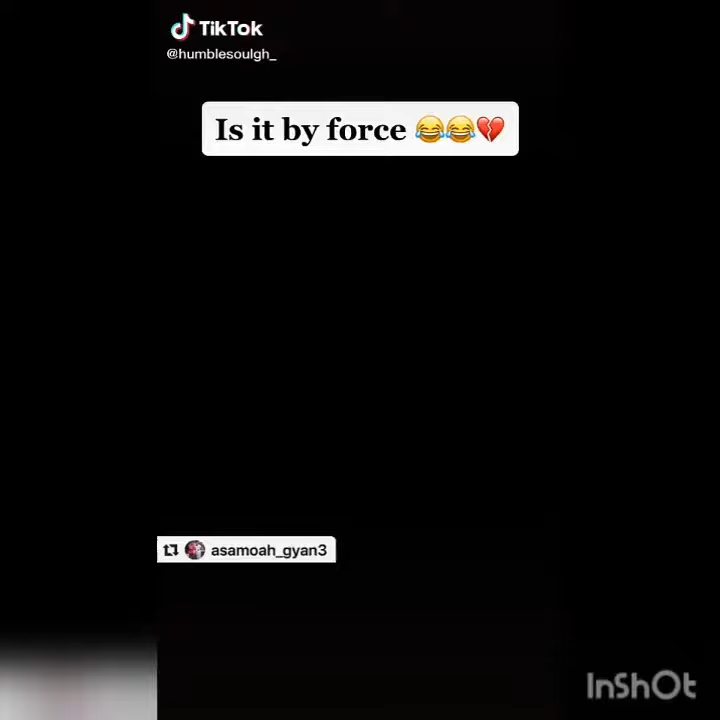 TikTok
@humblesoulgh_
Is it by force 😂😂💔
asamoah_gyan3
InShOt